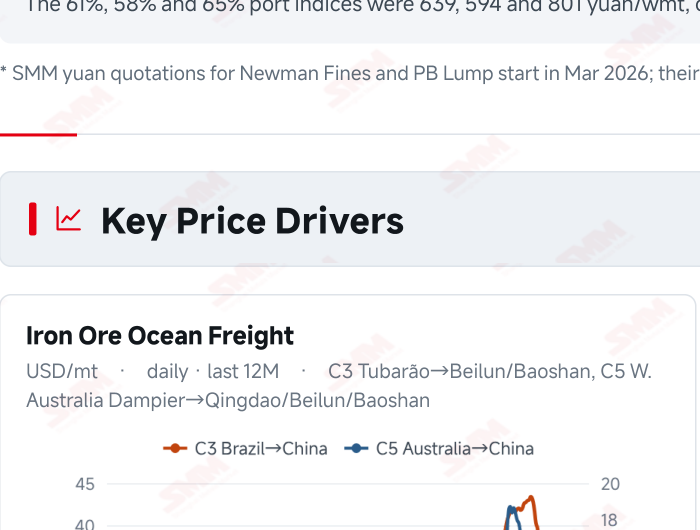 The 61%, 58% and 65% port indices were 639, 594 and 801 yuan/wmt,
* SMM yuan quotations for Newman Fines and PB Lump start in Mar 2026; their
Key Price Drivers
Iron Ore Ocean Freight
USD/mt · daily · last 12M · C3 Tubarão→Beilun/Baoshan, C5 W.
Australia Dampier→Qingdao/Beilun/Baoshan
C3 Brazil→China C5 Australia→China
45 20
40 18